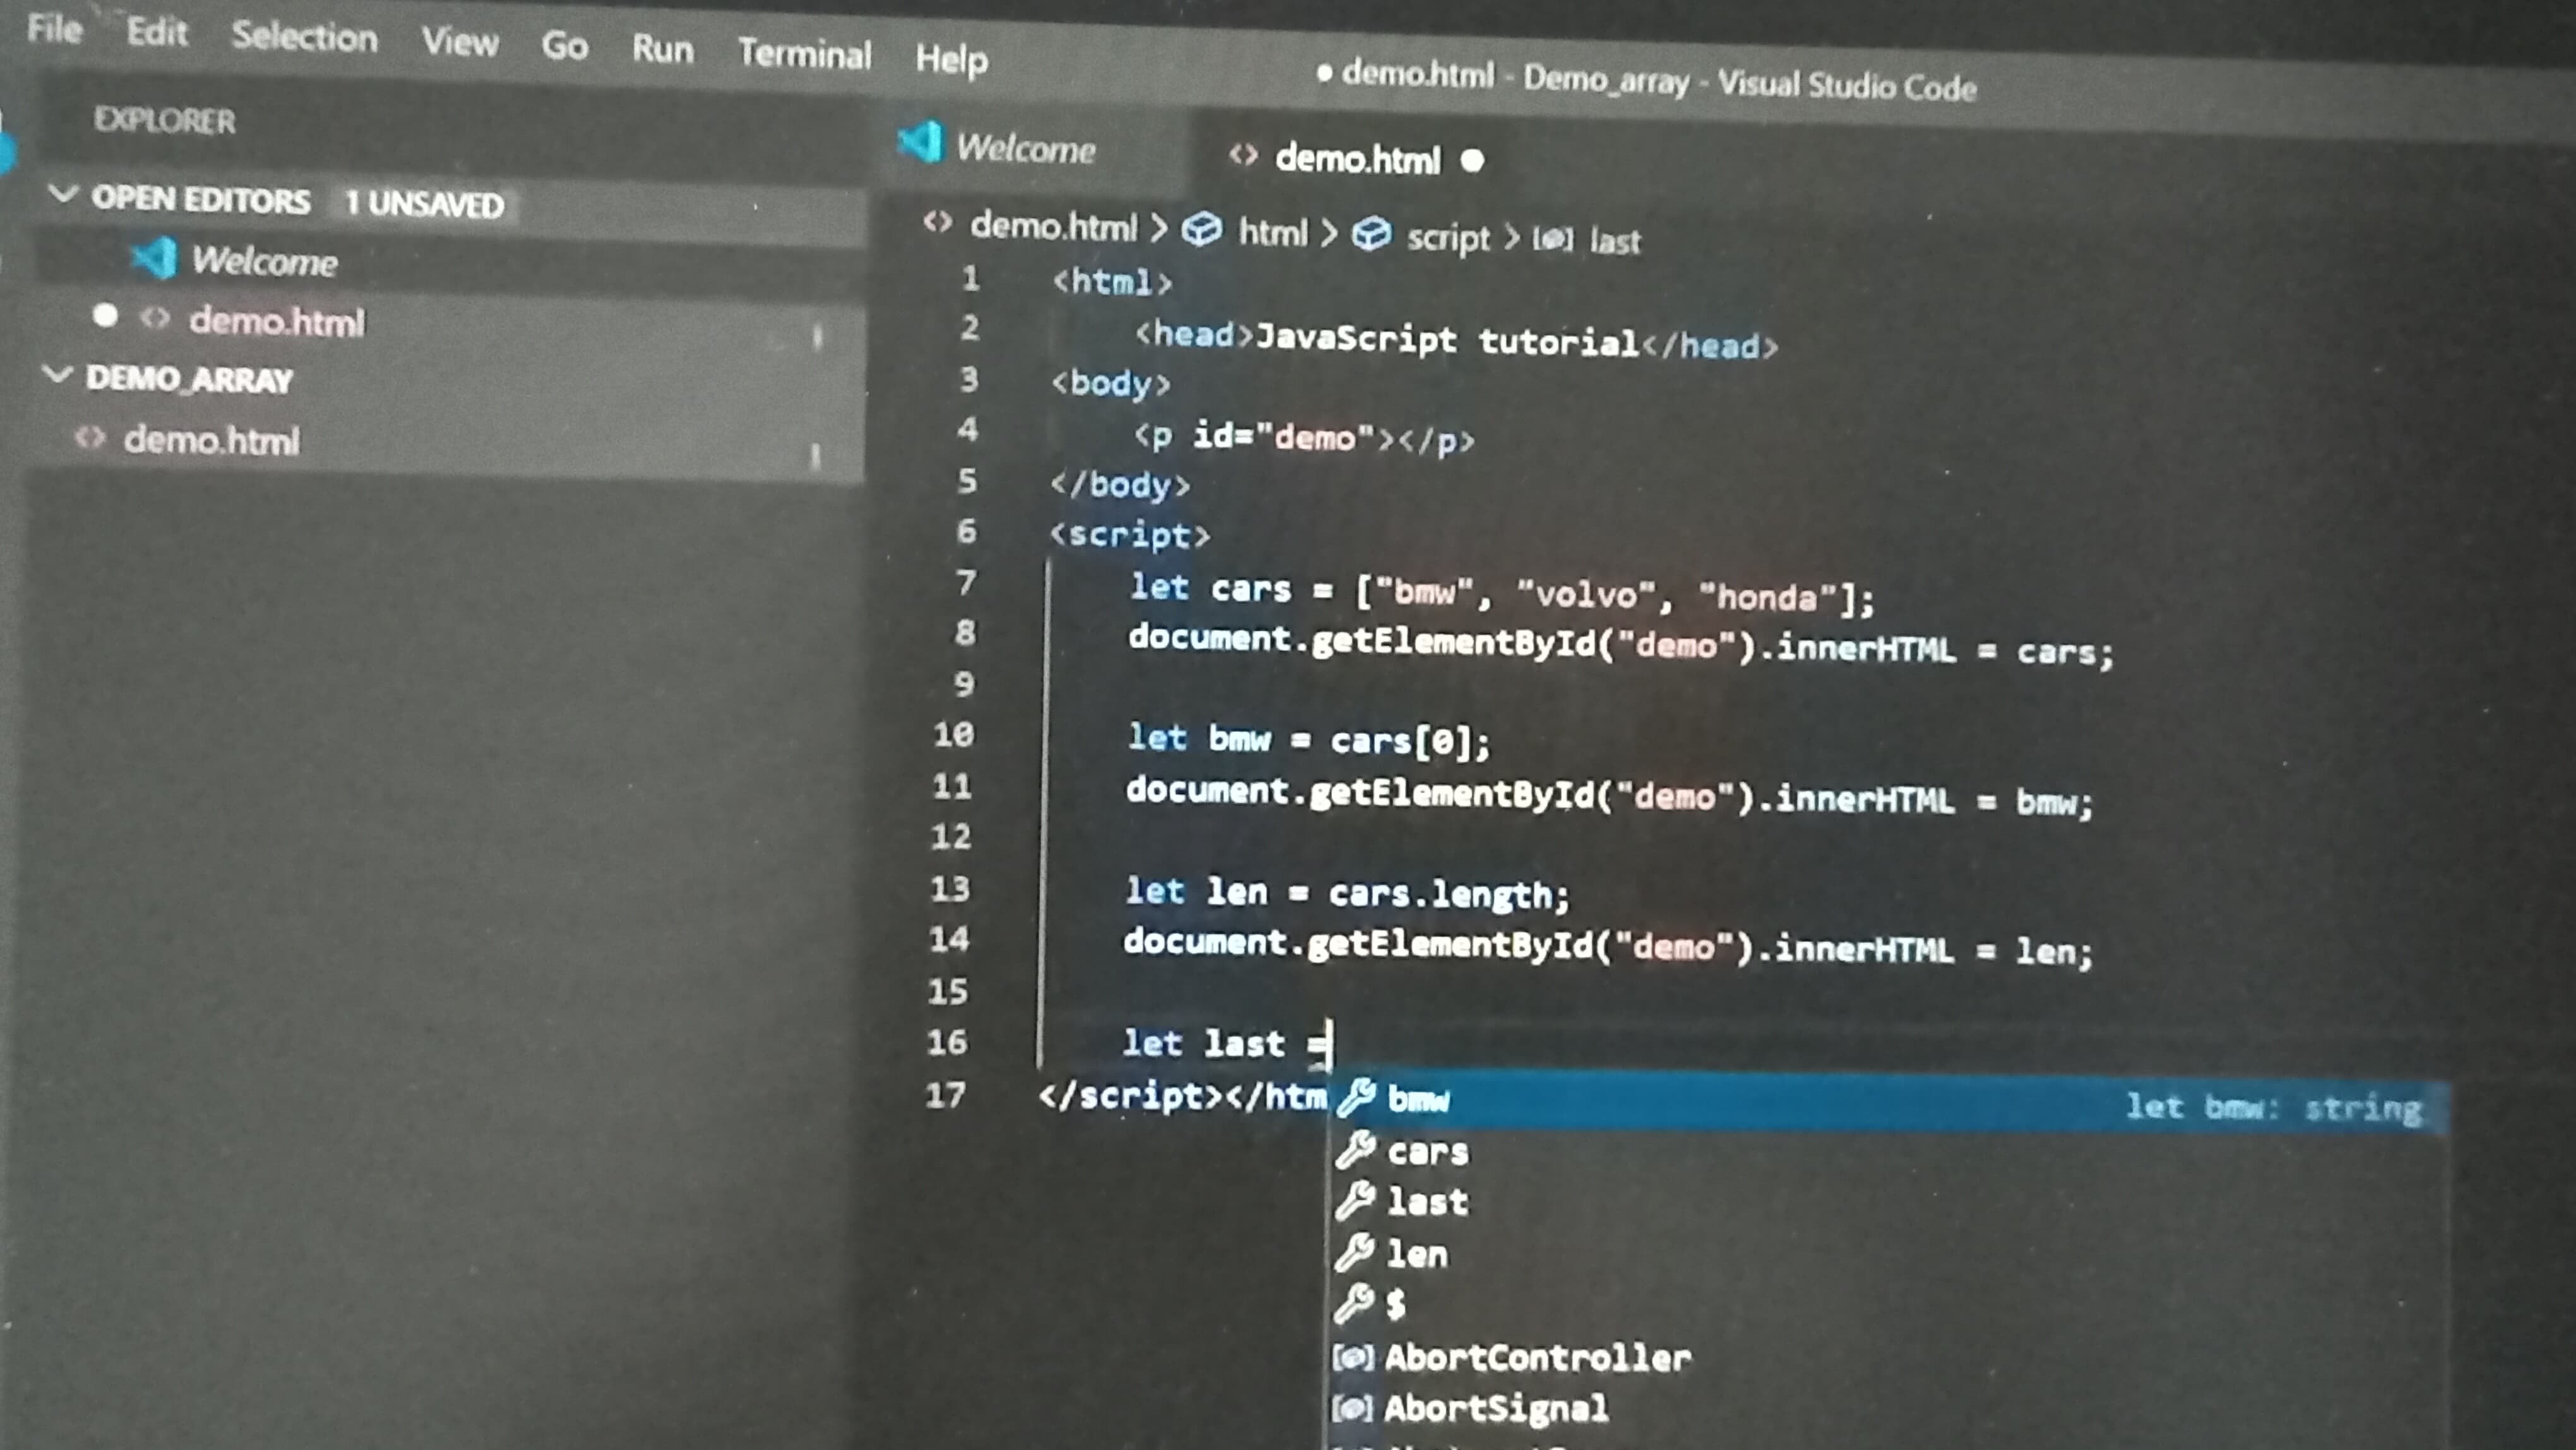 File Edit Selection View Go Run Terminal Help
● demo.html - Demo_array - Visual Studio Code
EXPLORER
OPEN EDITORS 1 UNSAVED
Welcome
demo.html
DEMO_ARRAY
demo.html
Welcome demo.html
demo.html > html > script > last
1 <html>
2 <head>JavaScript tutorial</head>
3 <body>
4 <p id="demo"></p>
5 </body>
6 <script>
7 let cars = ["bmw", "volvo", "honda"];
8 document.getElementById("demo").innerHTML = cars;
9
10 let bmw = cars[0];
11 document.getElementById("demo").innerHTML = bmw;
12
13 let len = cars.length;
14 document.getElementById("demo").innerHTML = len;
15
16 let last =
17 </script></htm
bmw let bmw: string
cars
last
len
$
AbortController
AbortSignal